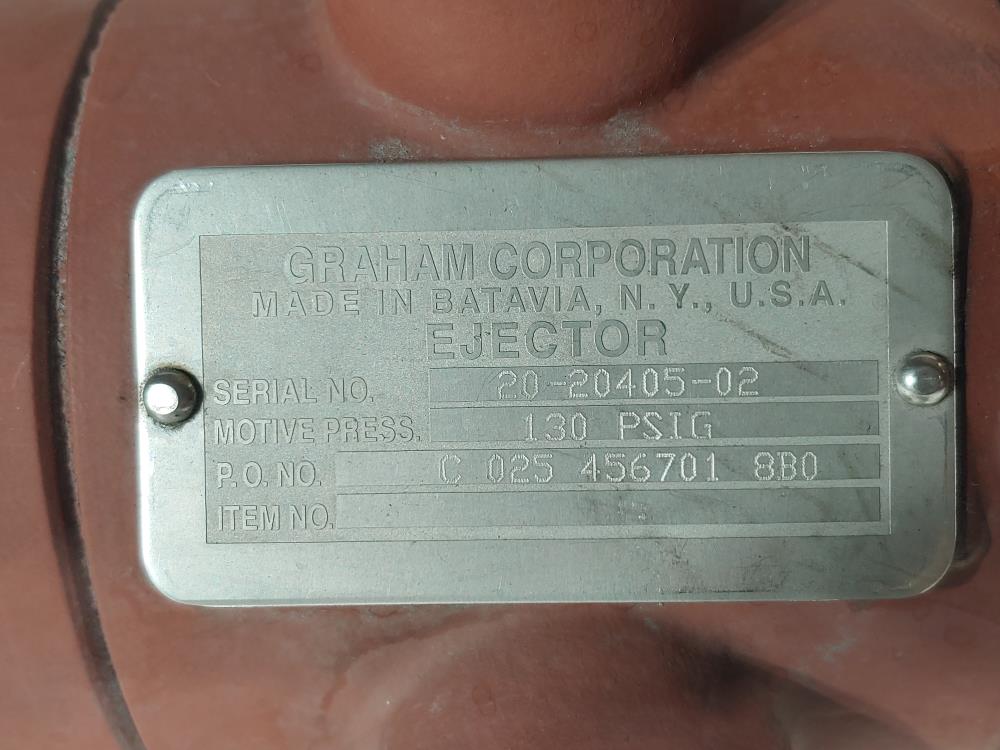 GRAHAM CORPORATION
MADE IN BATAVIA, N. Y., U.S.A.
EJECTOR
SERIAL NO. 20-20405-02
MOTIVE PRESS. 130 PSIG
P.O. NO. C 025 456701 8B0
ITEM NO.